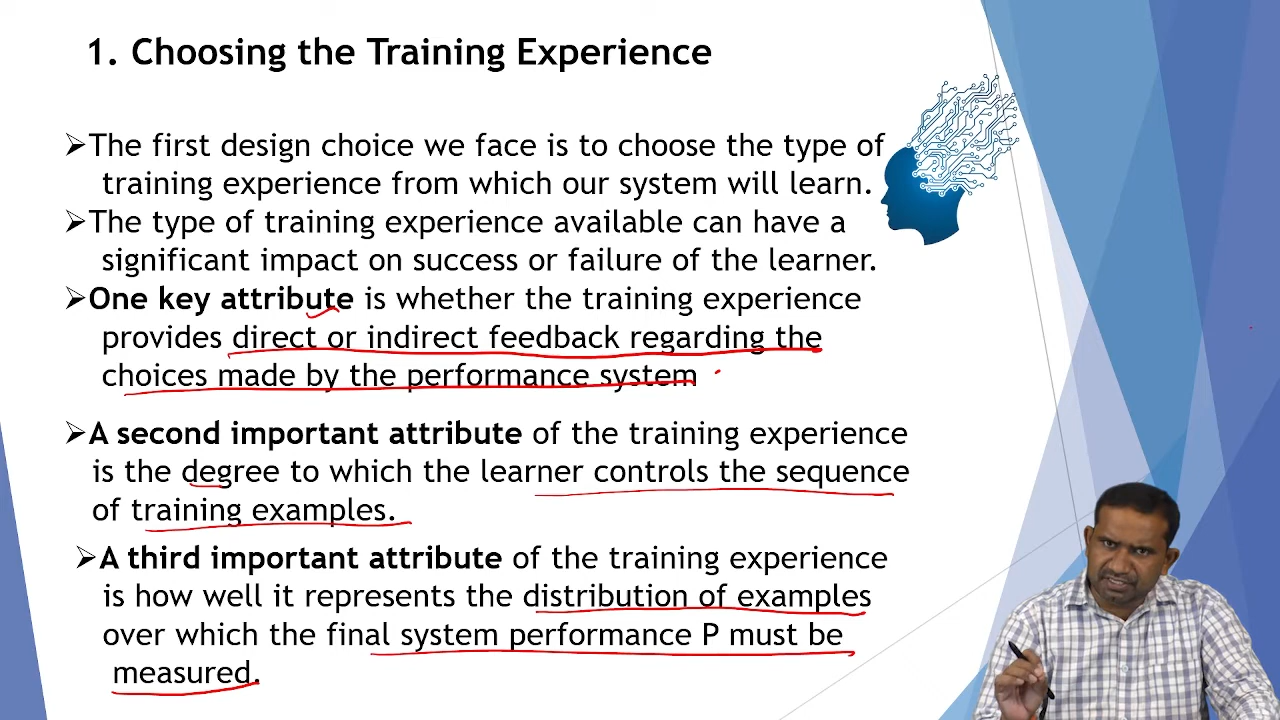 1. Choosing the Training Experience
➢The first design choice we face is to choose the type of
training experience from which our system will learn.
➢The type of training experience available can have a
significant impact on success or failure of the learner.
➢One key attribute is whether the training experience
provides direct or indirect feedback regarding the
choices made by the performance system
➢A second important attribute of the training experience
is the degree to which the learner controls the sequence
of training examples.
➢A third important attribute of the training experience
is how well it represents the distribution of examples
over which the final system performance P must be
measured.